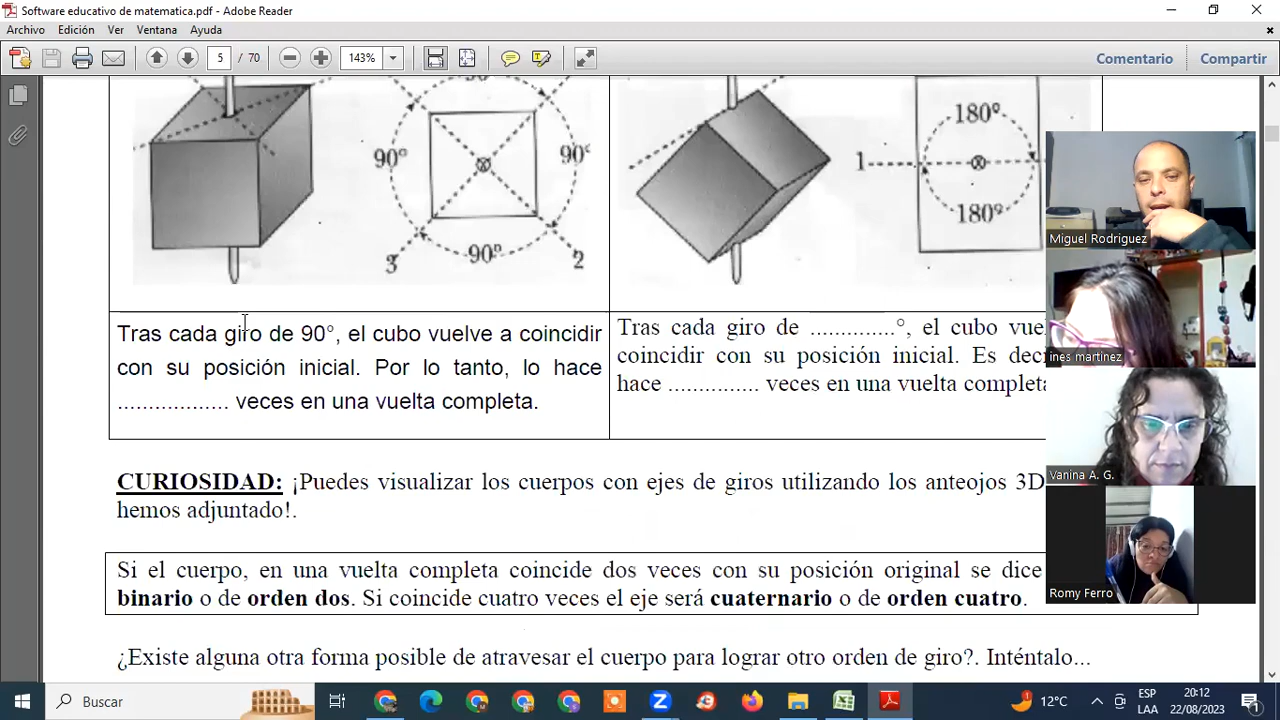 Software educativo de matematica.pdf - Adobe Reader
Archivo Edición Ver Ventana Ayuda
5 / 70 143% Comentario Compartir
90° 90° 90° 3 2
1 180° 180°
Tras cada giro de 90°, el cubo vuelve a coincidir
con su posición inicial. Por lo tanto, lo hace
.................. veces en una vuelta completa.
Tras cada giro de ..............°, el cubo vue
coincidir con su posición inicial. Es dec
hace ............... veces en una vuelta completa
CURIOSIDAD: ¡Puedes visualizar los cuerpos con ejes de giros utilizando los anteojos 3D
hemos adjuntado!.
Si el cuerpo, en una vuelta completa coincide dos veces con su posición original se dice
binario o de orden dos. Si coincide cuatro veces el eje será cuaternario o de orden cuatro.
¿Existe alguna otra forma posible de atravesar el cuerpo para lograr otro orden de giro?. Inténtalo...
Miguel Rodriguez
ines martinez
Vanina A. G.
Romy Ferro
Buscar
1
12°C
ESP
LAA
20:12
22/08/2023
1